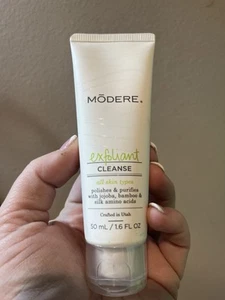 MŌDERE®
exfoliant
CLEANSE
all skin types
polishes & purifies
with jojoba, bamboo &
silk amino acids
Crafted in Utah
50 mL / 1.6 FL OZ